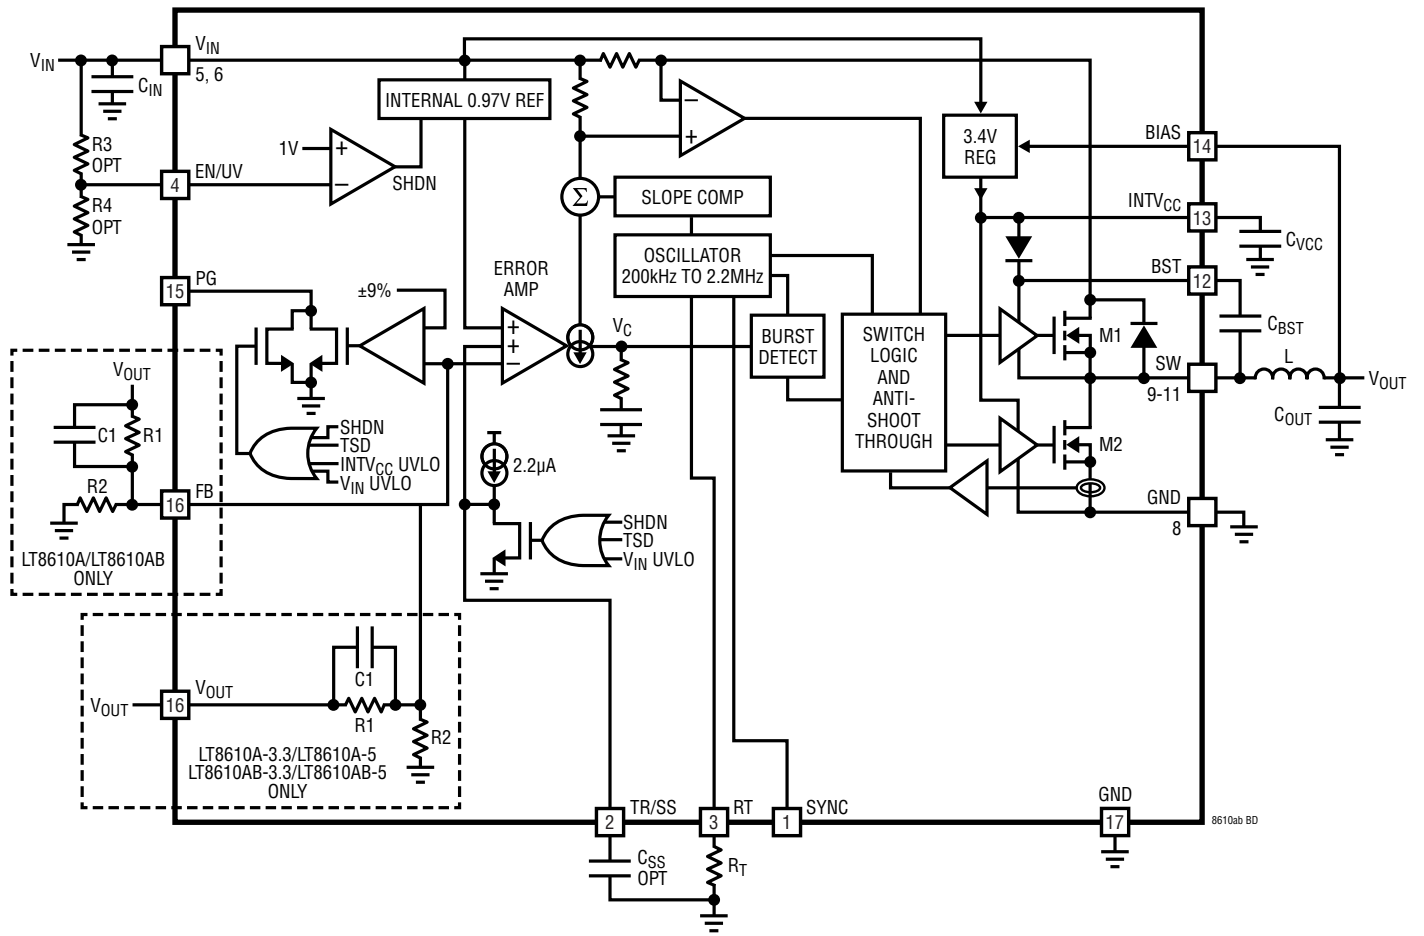 VIN
VIN
5, 6
CIN
R3
OPT
EN/UV
4
R4
OPT
1V
+
–
SHDN
INTERNAL 0.97V REF
–
+
3.4V
REG
BIAS
14
INTVCC
13
CVCC
BST
12
CBST
Σ
SLOPE COMP
OSCILLATOR
200kHz TO 2.2MHz
PG
15
±9%
ERROR
AMP
+
+
–
VC
BURST
DETECT
SWITCH
LOGIC
AND
ANTI-
SHOOT
THROUGH
M1
SW
9-11
L
VOUT
COUT
M2
GND
8
VOUT
C1
R1
R2
FB
16
LT8610A/LT8610AB
ONLY
SHDN
TSD
INTVCC UVLO
VIN UVLO
2.2µA
SHDN
TSD
VIN UVLO
VOUT
16
VOUT
C1
R1
R2
LT8610A-3.3/LT8610A-5
LT8610AB-3.3/LT8610AB-5
ONLY
TR/SS
2
RT
3
SYNC
1
GND
17
8610ab BD
CSS
OPT
RT